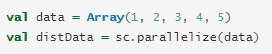 val data = Array(1, 2, 3, 4, 5)
val distData = sc.parallelize(data)